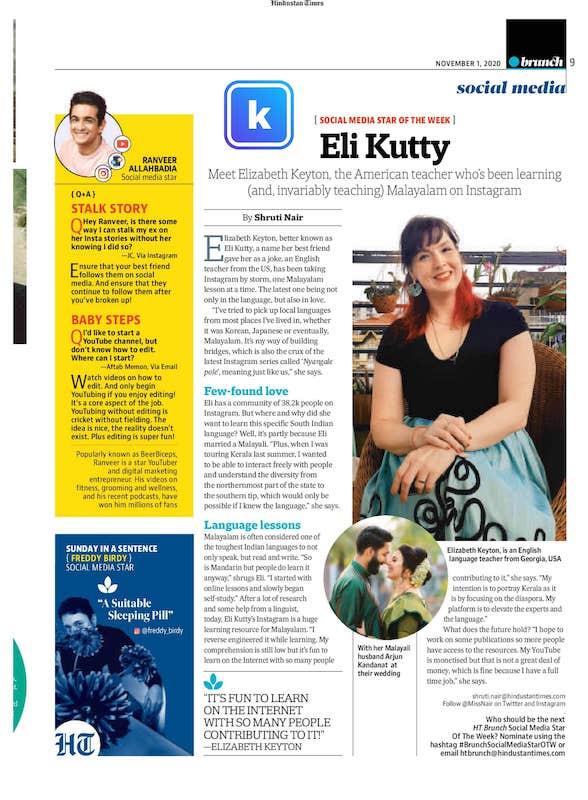 Hindustan Times
NOVEMBER 1, 2020
brunch
9
social media
RANVEER
ALLAHBADIA
Social media star
{ Q+A }
STALK STORY
QHey Ranveer, is there some
way I can stalk my ex on
her Insta stories without her
knowing I did so?
—JC, Via Instagram
Ensure that your best friend
follows them on social
media. And ensure that they
continue to follow them after
you've broken up!
BABY STEPS
QI'd like to start a
YouTube channel, but
don't know how to edit.
Where can I start?
—Aftab Memon, Via Email
Watch videos on how to
edit. And only begin
YouTubing if you enjoy editing!
It's a core aspect of the job.
YouTubing without editing is
cricket without fielding. The
idea is nice, the reality doesn't
exist. Plus editing is super fun!
Popularly known as BeerBiceps,
Ranveer is a star YouTuber
and digital marketing
entrepreneur. His videos on
fitness, grooming and wellness,
and his recent podcasts, have
won him millions of fans
SUNDAY IN A SENTENCE
{ FREDDY BIRDY }
SOCIAL MEDIA STAR
“A Suitable
Sleeping Pill”
@freddy_birdy
HT
k
[ SOCIAL MEDIA STAR OF THE WEEK ]
Eli Kutty
Meet Elizabeth Keyton, the American teacher who's been learning
(and, invariably teaching) Malayalam on Instagram
By Shruti Nair
Elizabeth Keyton, better known as
Eli Kutty, a name her best friend
gave her as a joke, an English
teacher from the US, has been taking
Instagram by storm, one Malayalam
lesson at a time. The latest one being not
only in the language, but also in love.
“I've tried to pick up local languages
from most places I've lived in, whether
it was Korean, Japanese or eventually,
Malayalam. It's my way of building
bridges, which is also the crux of the
latest Instagram series called ‘Nyangale
pole’, meaning just like us,” she says.
Few-found love
Eli has a community of 38.2k people on
Instagram. But where and why did she
want to learn this specific South Indian
language? Well, it's partly because Eli
married a Malayali. “Plus, when I was
touring Kerala last summer, I wanted
to be able to interact freely with people
and understand the diversity from
the northernmost part of the state to
the southern tip, which would only be
possible if I knew the language,” she says.
Language lessons
Malayalam is often considered one of
the toughest Indian languages to not
only speak, but read and write. “So
is Mandarin but people do learn it
anyway,” shrugs Eli. “I started with
online lessons and slowly began
self-study.” After a lot of research
and some help from a linguist,
today, Eli Kutty's Instagram is a huge
learning resource for Malayalam. “I
reverse engineered it while learning. My
comprehension is still low but it's fun to
learn on the Internet with so many people
“IT'S FUN TO LEARN
ON THE INTERNET
WITH SO MANY PEOPLE
CONTRIBUTING TO IT!”
—ELIZABETH KEYTON
Elizabeth Keyton, is an English
language teacher from Georgia, USA
With her Malayali
husband Arjun
Kandanat at
their wedding
contributing to it,” she says. “My
intention is to portray Kerala as it
is by focusing on the diaspora. My
platform is to elevate the experts and
the language.”
What does the future hold? “I hope to
work on some publications so more people
have access to the resources. My YouTube
is monetised but that is not a great deal of
money, which is fine because I have a full
time job,” she says.
shruti.nair@hindustantimes.com
Follow @MissNair on Twitter and Instagram
Who should be the next
HT Brunch Social Media Star
Of The Week? Nominate using the
hashtag #BrunchSocialMediaStarOTW or
email htbrunch@hindustantimes.com